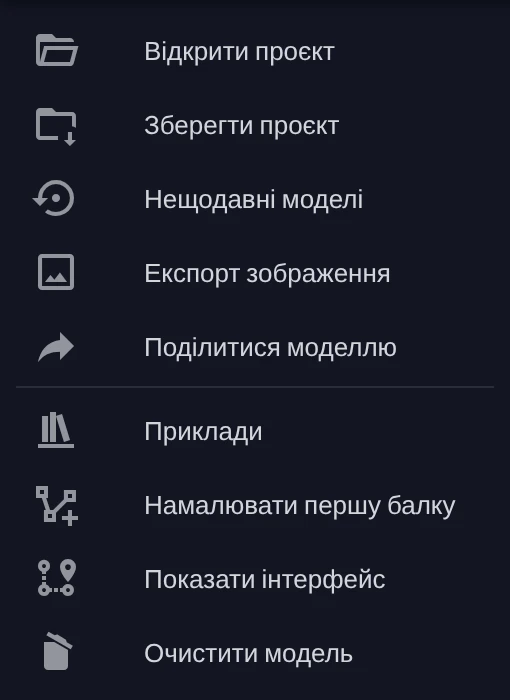 Відкрити проєкт
Зберегти проєкт
Нещодавні моделі
Експорт зображення
Поділитися моделлю
Приклади
Намалювати першу балку
Показати інтерфейс
Очистити модель